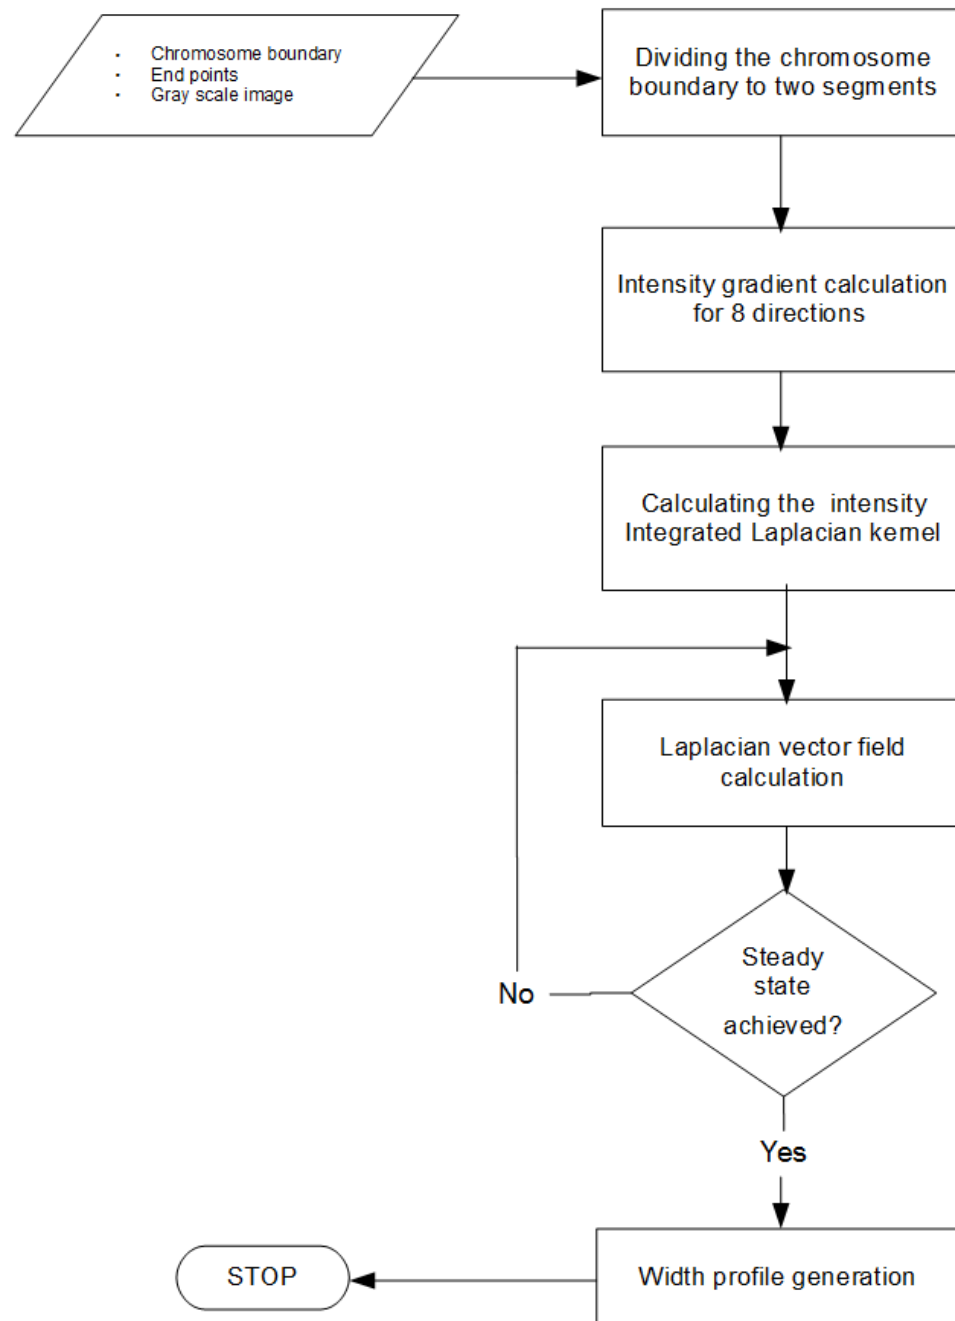 · Chromosome boundary
· End points
· Gray scale image
Dividing the chromosome
boundary to two segments
Intensity gradient calculation
for 8 directions
Calculating the intensity
Integrated Laplacian kernel
Laplacian vector field
calculation
Steady
state
achieved?
No
Yes
Width profile generation
STOP